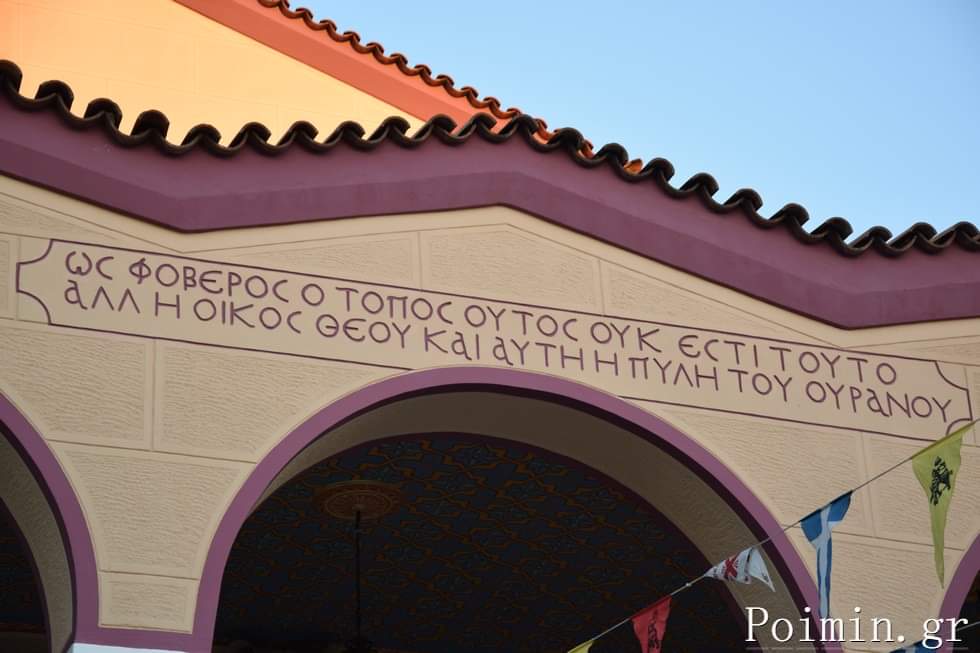 ως φοβερος ο τοπος ουτος ουκ εςτι τουτο
αλλ η οικος θεου και αυτη η πυλη του ουρανου
Poimin.gr